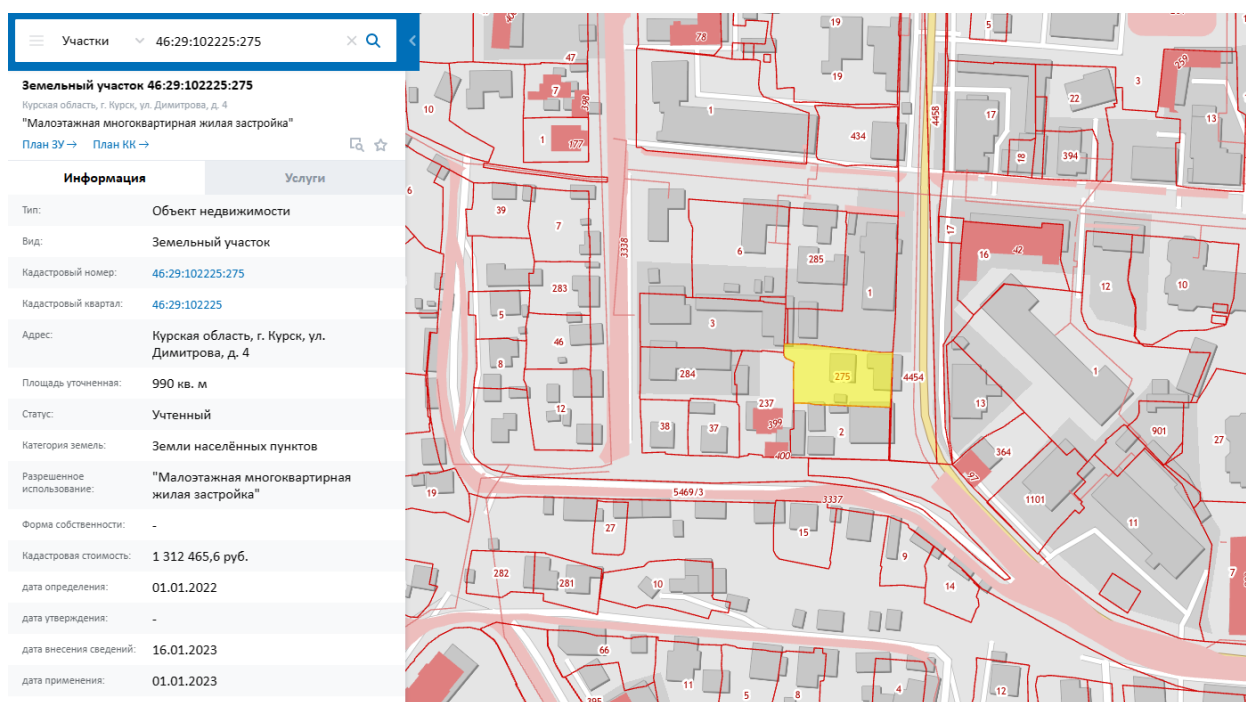 Участки 46:29:102225:275
Земельный участок 46:29:102225:275
Курская область, г. Курск, ул. Димитрова, д. 4
"Малоэтажная многоквартирная жилая застройка"
План ЗУ → План КК →
Информация Услуги
Тип: Объект недвижимости
Вид: Земельный участок
Кадастровый номер: 46:29:102225:275
Кадастровый квартал: 46:29:102225
Адрес: Курская область, г. Курск, ул.
Димитрова, д. 4
Площадь уточненная: 990 кв. м
Статус: Учтенный
Категория земель: Земли населённых пунктов
Разрешенное
использование:
"Малоэтажная многоквартирная
жилая застройка"
Форма собственности: -
Кадастровая стоимость: 1 312 465,6 руб.
дата определения: 01.01.2022
дата утверждения: -
дата внесения сведений: 16.01.2023
дата применения: 01.01.2023
19
5
78
47
19
3
259
10
7
398
1
22
4458
17
13
434
1
177
18
394
6
39
7
3338
6
285
17
16
42
12
10
283
1
5
3
46
8
284
275
4454
1
12
237
13
38
37
399
2
901
27
400
364
97
19
5469/3
3337
1101
11
27
15
9
282
281
10
14
7
66
11
5
8
4
12
395